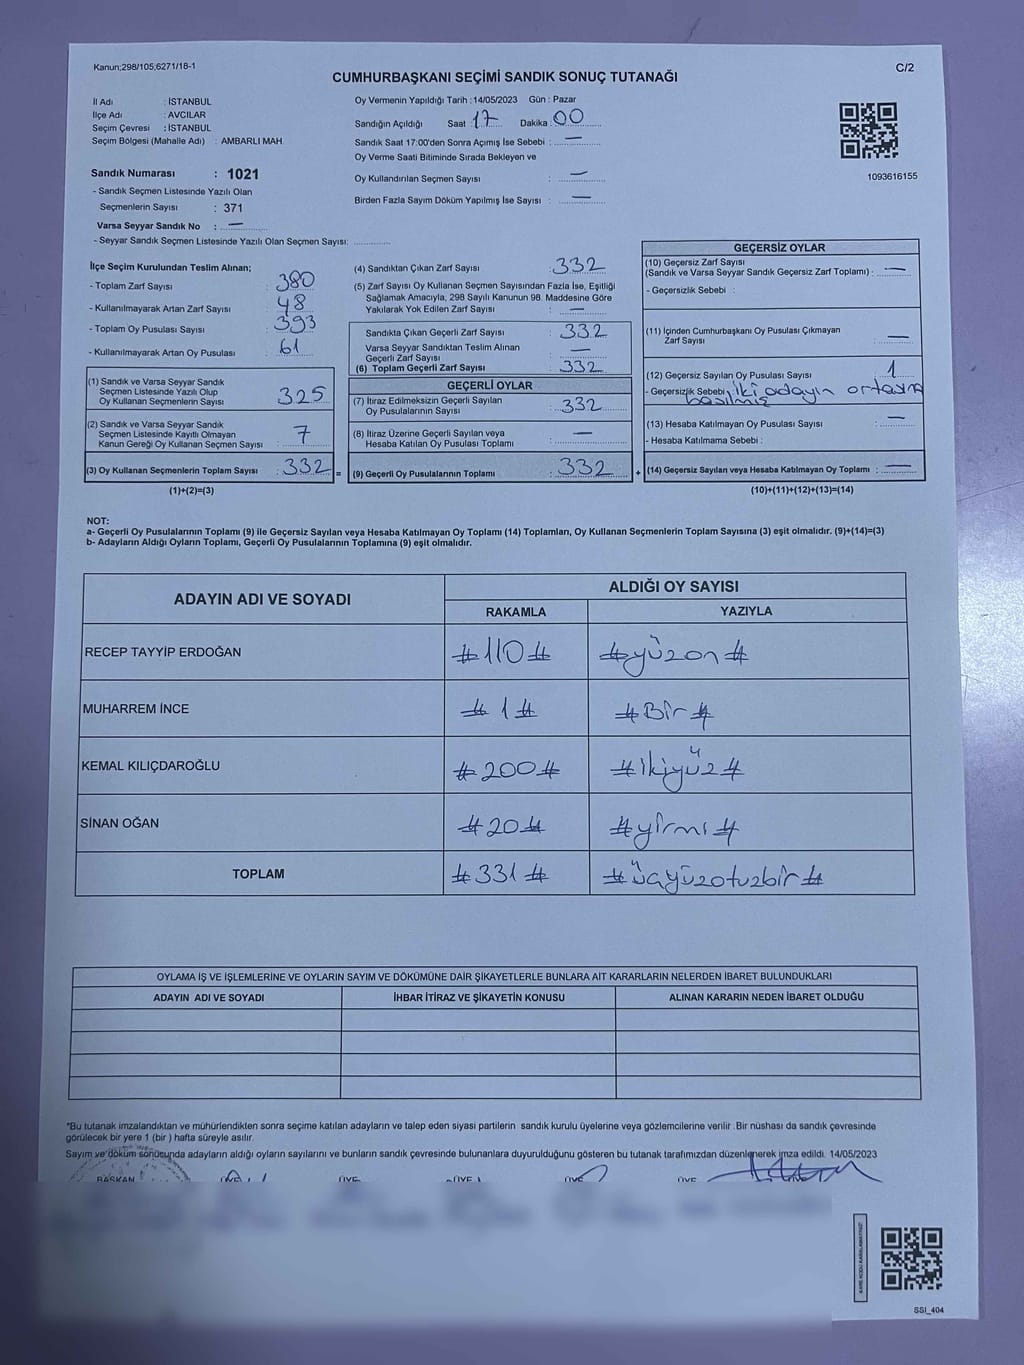 Kanun;298/105;6271/18-1
C/2
CUMHURBAŞKANI SEÇİMİ SANDIK SONUÇ TUTANAĞI
İl Adı : İSTANBUL
İlçe Adı : AVCILAR
Seçim Çevresi : İSTANBUL
Seçim Bölgesi (Mahalle Adı) : AMBARLI MAH.
Sandık Numarası : 1021
- Sandık Seçmen Listesinde Yazılı Olan
Seçmenlerin Sayısı : 371
Varsa Seyyar Sandık No : —
- Seyyar Sandık Seçmen Listesinde Yazılı Olan Seçmen Sayısı:
Oy Vermenin Yapıldığı Tarih : 14/05/2023 Gün : Pazar
Sandığın Açıldığı Saat 17 Dakika 00
Sandık Saat 17:00'den Sonra Açımış İse Sebebi : —
Oy Verme Saati Bitiminde Sırada Bekleyen ve
Oy Kullandırılan Seçmen Sayısı : —
Birden Fazla Sayım Döküm Yapılmış İse Sayısı : —
1093616155
İlçe Seçim Kurulundan Teslim Alınan;
- Toplam Zarf Sayısı : 380
- Kullanılmayarak Artan Zarf Sayısı : 48
- Toplam Oy Pusulası Sayısı : 393
- Kullanılmayarak Artan Oy Pusulası : 61
(1) Sandık ve Varsa Seyyar Sandık
Seçmen Listesinde Yazılı Olup
Oy Kullanan Seçmenlerin Sayısı : 325
(2) Sandık ve Varsa Seyyar Sandık
Seçmen Listesinde Kayıtlı Olmayan
Kanun Gereği Oy Kullanan Seçmen Sayısı : 7
(3) Oy Kullanan Seçmenlerin Toplam Sayısı : 332 =
(1)+(2)=(3)
(4) Sandıktan Çıkan Zarf Sayısı : 332
(5) Zarf Sayısı Oy Kullanan Seçmen Sayısından Fazla İse, Eşitliği
Sağlamak Amacıyla, 298 Sayılı Kanunun 98. Maddesine Göre
Yakılarak Yok Edilen Zarf Sayısı : —
Sandıkta Çıkan Geçerli Zarf Sayısı : 332
Varsa Seyyar Sandıktan Teslim Alınan
Geçerli Zarf Sayısı : —
(6) Toplam Geçerli Zarf Sayısı : 332
GEÇERLİ OYLAR
(7) İtiraz Edilmeksizin Geçerli Sayılan
Oy Pusulalarının Sayısı : 332
(8) İtiraz Üzerine Geçerli Sayılan veya
Hesaba Katılan Oy Pusulaları Toplamı : —
(9) Geçerli Oy Pusulalarının Toplamı : 332 +
GEÇERSİZ OYLAR
(10) Geçersiz Zarf Sayısı
(Sandık ve Varsa Seyyar Sandık Geçersiz Zarf Toplamı) : —
- Geçersizlik Sebebi :
(11) İçinden Cumhurbaşkanı Oy Pusulası Çıkmayan
Zarf Sayısı : —
(12) Geçersiz Sayılan Oy Pusulası Sayısı : 1
- Geçersizlik Sebebi : İki adayın ortasına
basılmış
(13) Hesaba Katılmayan Oy Pusulası Sayısı : —
- Hesaba Katılmama Sebebi :
(14) Geçersiz Sayılan veya Hesaba Katılmayan Oy Toplamı : —
(10)+(11)+(12)+(13)=(14)
NOT:
a- Geçerli Oy Pusulalarının Toplamı (9) ile Geçersiz Sayılan veya Hesaba Katılmayan Oy Toplamı (14) Toplamları, Oy Kullanan Seçmenlerin Toplam Sayısına (3) eşit olmalıdır. (9)+(14)=(3)
b- Adayların Aldığı Oyların Toplamı, Geçerli Oy Pusulalarının Toplamına (9) eşit olmalıdır.
ADAYIN ADI VE SOYADI
ALDIĞI OY SAYISI
RAKAMLA YAZIYLA
RECEP TAYYİP ERDOĞAN #110# #yüzon#
MUHARREM İNCE #1# #Bir#
KEMAL KILIÇDAROĞLU #200# #ikiyüz#
SİNAN OĞAN #20# #yirmi#
TOPLAM #331# #üçyüzotuzbir#
OYLAMA İŞ VE İŞLEMLERİNE VE OYLARIN SAYIM VE DÖKÜMÜNE DAİR ŞİKAYETLERLE BUNLARA AİT KARARLARIN NELERDEN İBARET BULUNDUKLARI
ADAYIN ADI VE SOYADI İHBAR İTİRAZ VE ŞİKAYETİN KONUSU ALINAN KARARIN NEDEN İBARET OLDUĞU
"Bu tutanak imzalandıktan ve mühürlendikten sonra seçime katılan adayların ve talep eden siyasi partilerin sandık kurulu üyelerine veya gözlemcilerine verilir .Bir nüshası da sandık çevresinde
görülecek bir yere 1 (bir ) hafta süreyle asılır.
Sayım ve döküm sonucunda adayların aldığı oyların sayılarını ve bunların sandık çevresinde bulunanlara duyurulduğunu gösteren bu tutanak tarafımızdan düzenlenerek imza edildi. 14/05/2023
BAŞKAN ÜYE ÜYE ÜYE ÜYE ÜYE
SSI_404